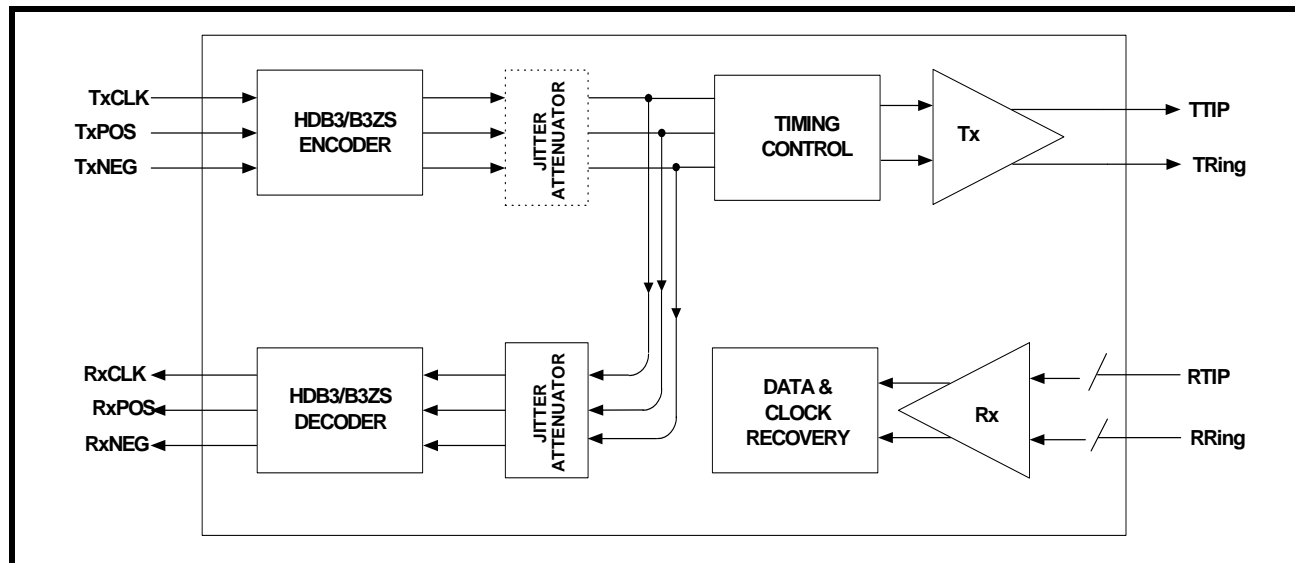 TxCLK
TxPOS
TxNEG
HDB3/B3ZS
ENCODER
JITTER
ATTENUATOR
TIMING
CONTROL
Tx
TTIP
TRing
RxCLK
RxPOS
RxNEG
HDB3/B3ZS
DECODER
JITTER
ATTENUATOR
DATA &
CLOCK
RECOVERY
Rx
RTIP
RRing